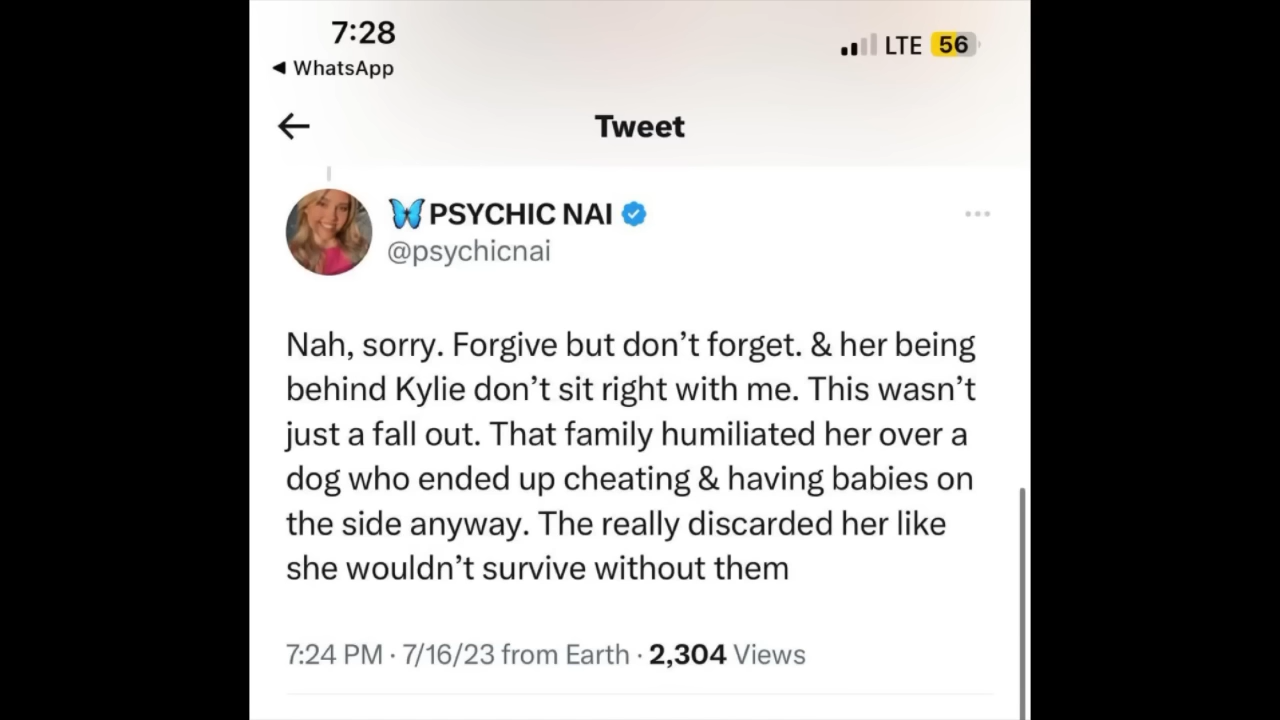 7:28
LTE 56
◀ WhatsApp
← Tweet
🦋PSYCHIC NAI
@psychicnai
Nah, sorry. Forgive but don’t forget. & her being
behind Kylie don’t sit right with me. This wasn’t
just a fall out. That family humiliated her over a
dog who ended up cheating & having babies on
the side anyway. The really discarded her like
she wouldn’t survive without them
7:24 PM · 7/16/23 from Earth · 2,304 Views